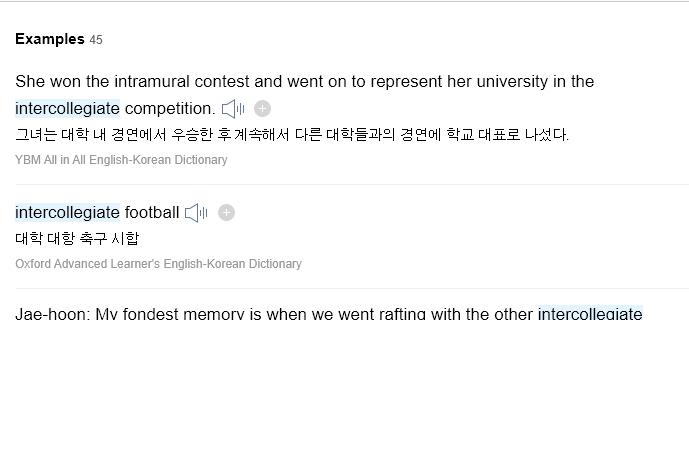 Examples 45
She won the intramural contest and went on to represent her university in the
intercollegiate competition.
그녀는 대학 내 경연에서 우승한 후 계속해서 다른 대학들과의 경연에 학교 대표로 나섰다.
YBM All in All English-Korean Dictionary
intercollegiate football
대학 대항 축구 시합
Oxford Advanced Learner's English-Korean Dictionary
Jae-hoon: My fondest memory is when we went rafting with the other intercollegiate